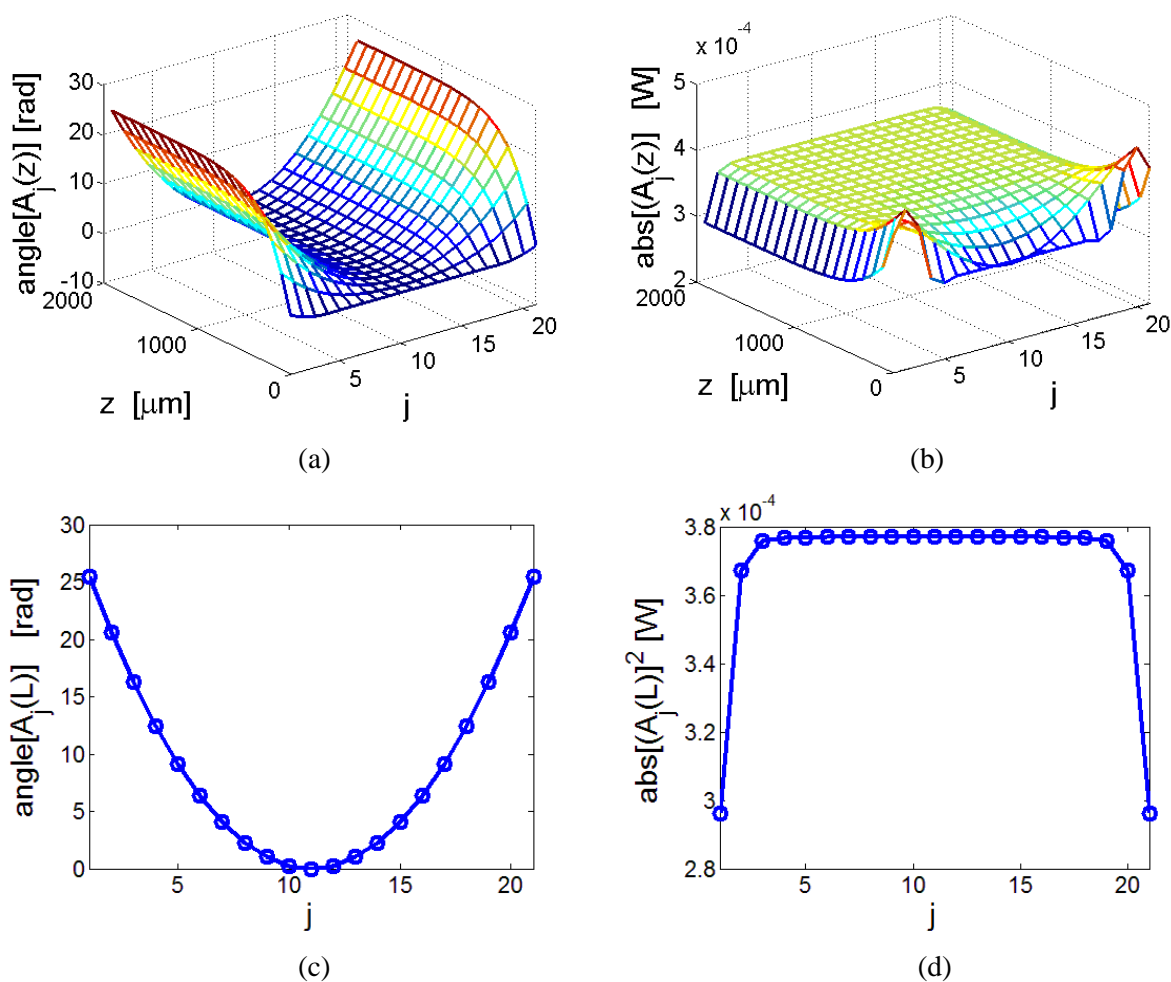 x 10⁻⁴
angle[A_j(z)] [rad]
30
20
10
0
-10
2000
1000
0
z [μm]
5
10
15
20
j
(a)
abs[(A_j(z)] [W]
5
4
3
2
2000
1000
0
z [μm]
5
10
15
20
j
(b)
angle[A_j(L)] [rad]
30
25
20
15
10
5
0
5
10
15
20
j
(c)
x 10⁻⁴
abs[(A_j(L)]² [W]
3.8
3.6
3.4
3.2
3
2.8
5
10
15
20
j
(d)